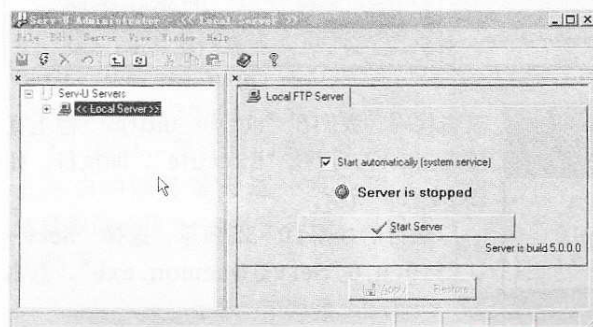 Serv-U Administrator - << Local Server >>
File Edit Server View Window Help
Serv-U Servers
<< Local Server >>
Local FTP Server
Start automatically (system service)
Server is stopped
Start Server
Server is build 5.0.0.0
Apply
Restore